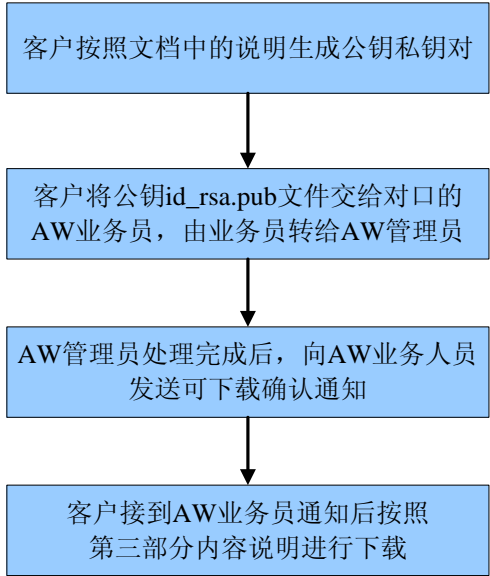 客户按照文档中的说明生成公钥私钥对
客户将公钥id_rsa.pub文件交给对口的
AW业务员，由业务员转给AW管理员
AW管理员处理完成后，向AW业务人员
发送可下载确认通知
客户接到AW业务员通知后按照
第三部分内容说明进行下载